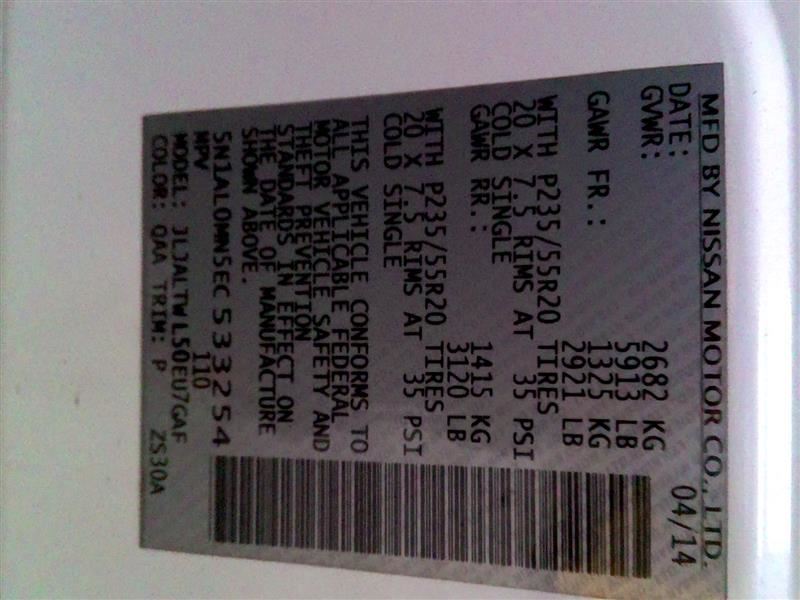 MFD BY NISSAN MOTOR CO., LTD.
DATE: 04/14
GVWR: 2682 KG
5913 LB
GAWR FR.: 1325 KG
2921 LB
WITH P235/55R20 TIRES
20 X 7.5 RIMS AT 35 PSI
COLD SINGLE
GAWR RR.: 1415 KG
3120 LB
WITH P235/55R20 TIRES
20 X 7.5 RIMS AT 35 PSI
COLD SINGLE
THIS VEHICLE CONFORMS TO
ALL APPLICABLE FEDERAL
MOTOR VEHICLE SAFETY AND
THEFT PREVENTION
STANDARDS IN EFFECT ON
THE DATE OF MANUFACTURE
SHOWN ABOVE.
5N1AL0MN5EC533254
MPV 110
MODEL: JLJALTWL50EU7GAF
COLOR: QAA TRIM: P ZS30A